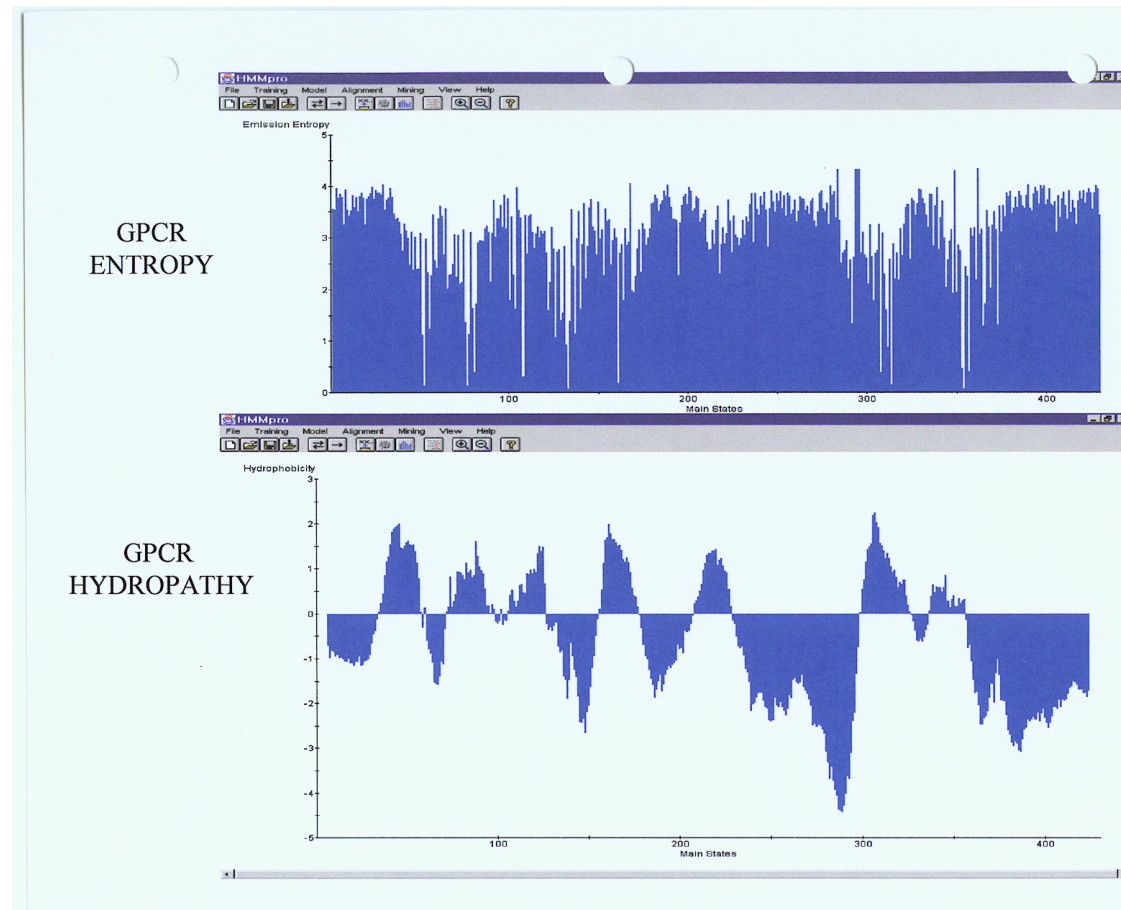 HMMpro
File Training Model Alignment Mining View Help
Emission Entropy
5
4
3
2
1
0
100
200
300
400
Main States
GPCR
ENTROPY
HMMpro
File Training Model Alignment Mining View Help
Hydrophobicity
3
2
1
0
-1
-2
-3
-4
-5
100
200
300
400
Main States
GPCR
HYDROPATHY